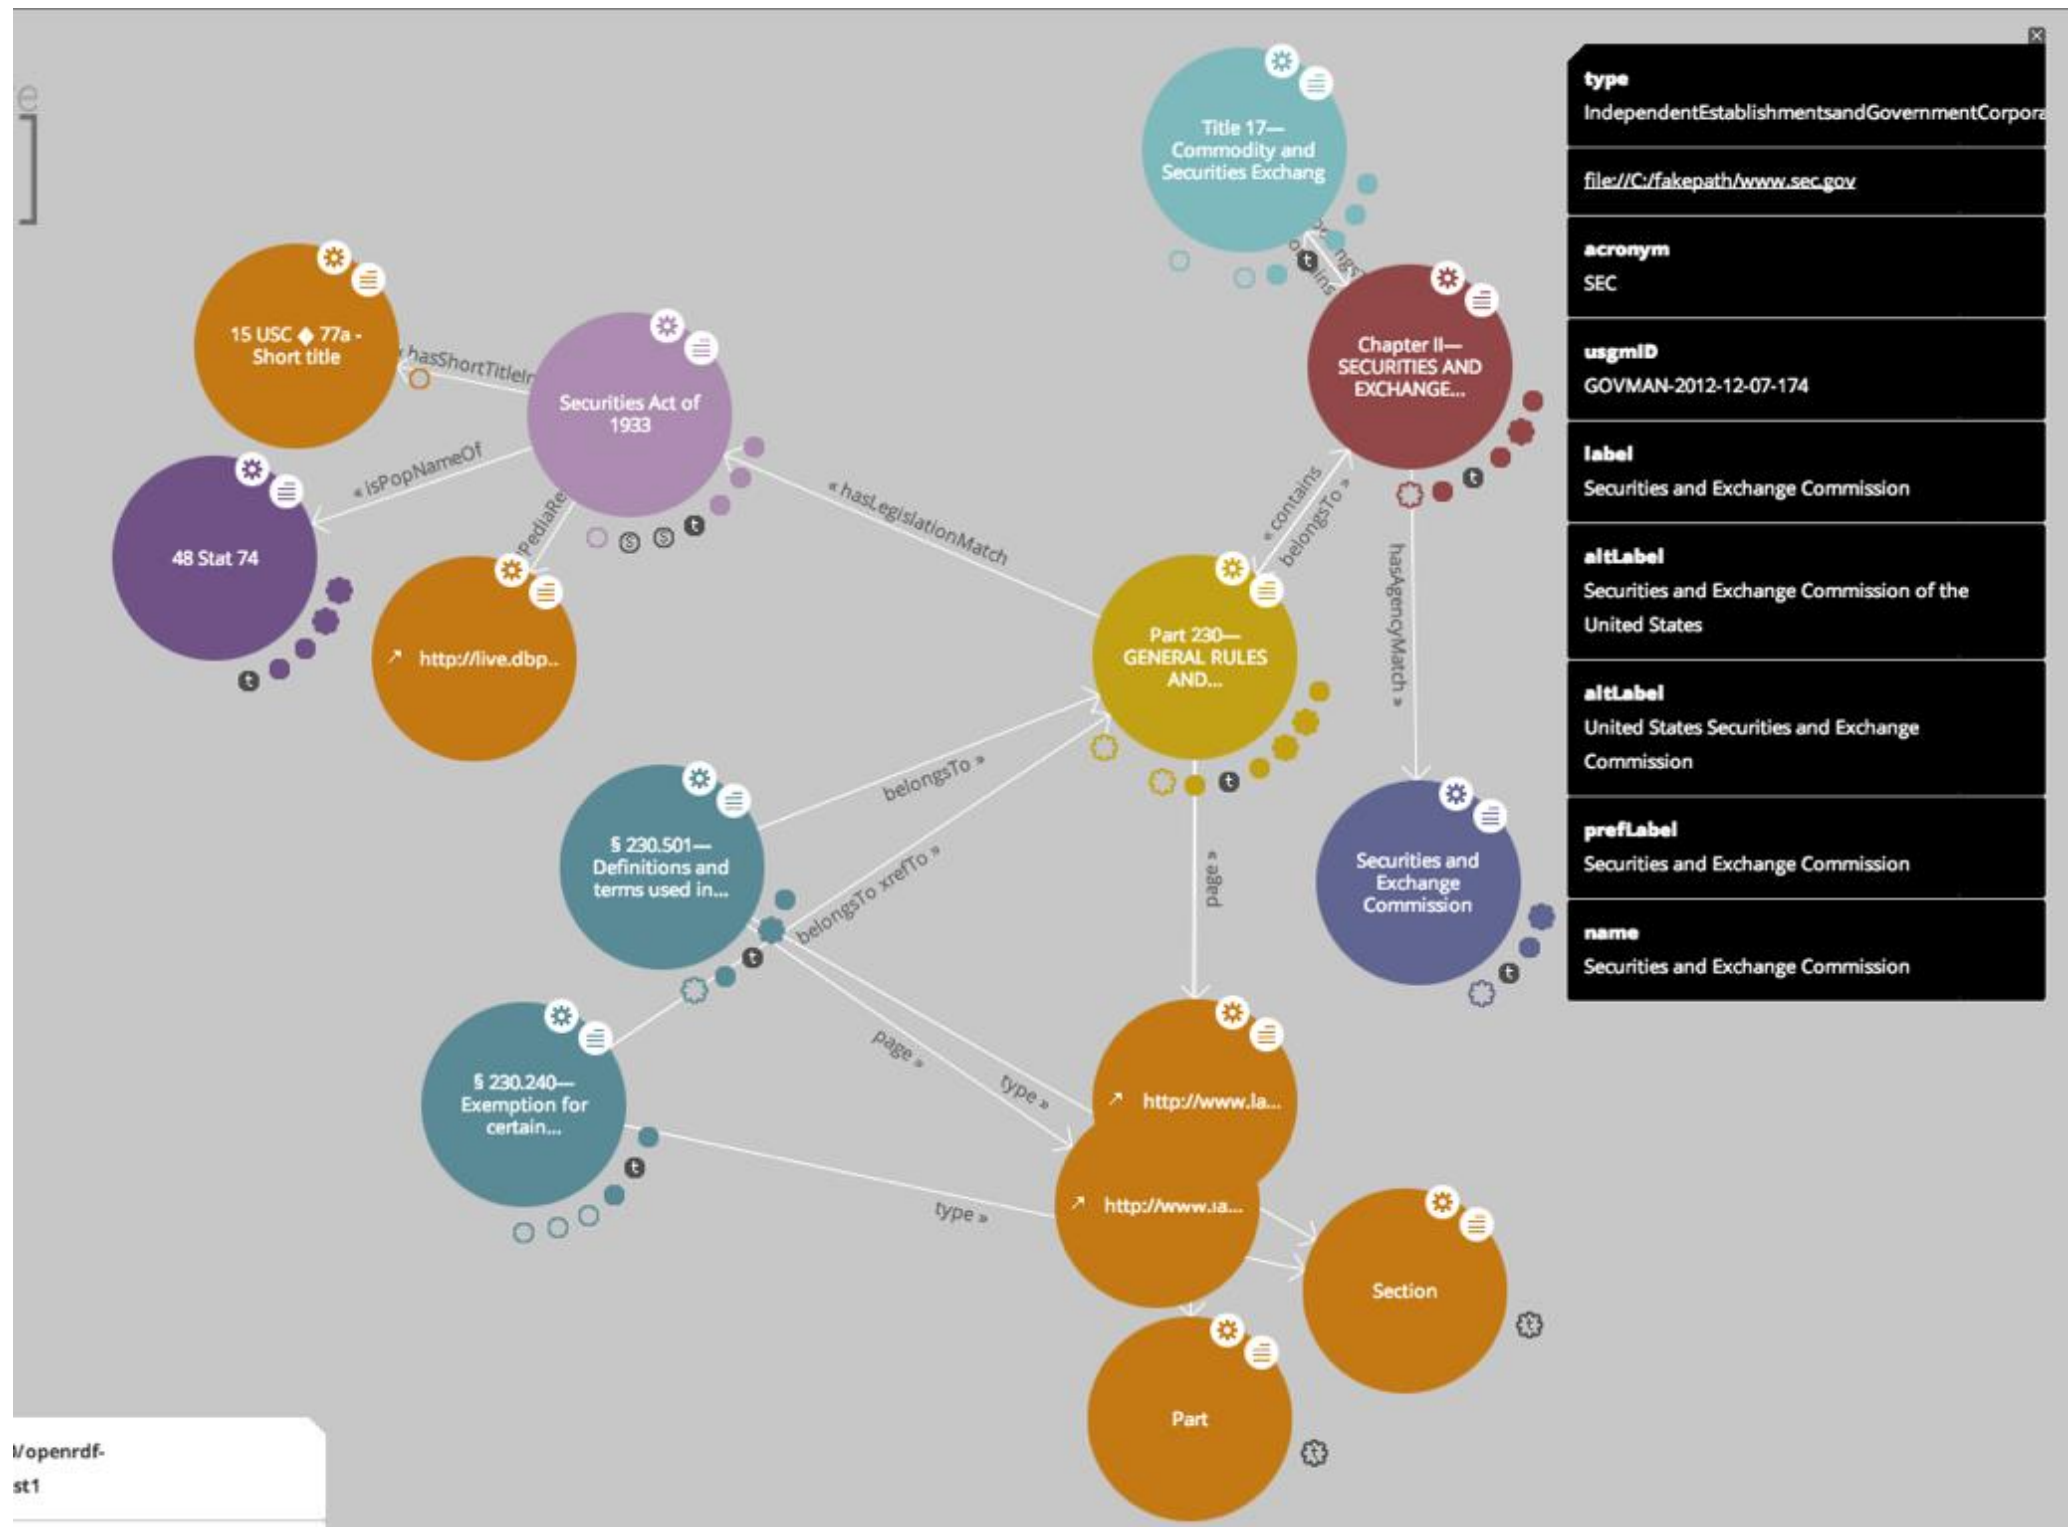 e
]
Title 17—
Commodity and
Securities Exchang
15 USC ◆ 77a -
Short title
« hasShortTitleIn
Securities Act of
1933
« isPopNameOf
48 Stat 74
PediaRe
http://live.dbp..
« hasLegislationMatch
Chapter II—
SECURITIES AND
EXCHANGE...
« contains
belongsTo »
hasAgencyMatch »
Part 230—
GENERAL RULES
AND...
belongsTo »
belongsTo xrefTo »
page »
§ 230.501—
Definitions and
terms used in...
Securities and
Exchange
Commission
§ 230.240—
Exemption for
certain...
page »
type »
type »
http://www.la...
http://www.la...
Section
Part
/openrdf-
st1
type
IndependentEstablishmentsandGovernmentCorpora
file://C:/fakepath/www.sec.gov
acronym
SEC
usgmID
GOVMAN-2012-12-07-174
label
Securities and Exchange Commission
altLabel
Securities and Exchange Commission of the
United States
altLabel
United States Securities and Exchange
Commission
prefLabel
Securities and Exchange Commission
name
Securities and Exchange Commission